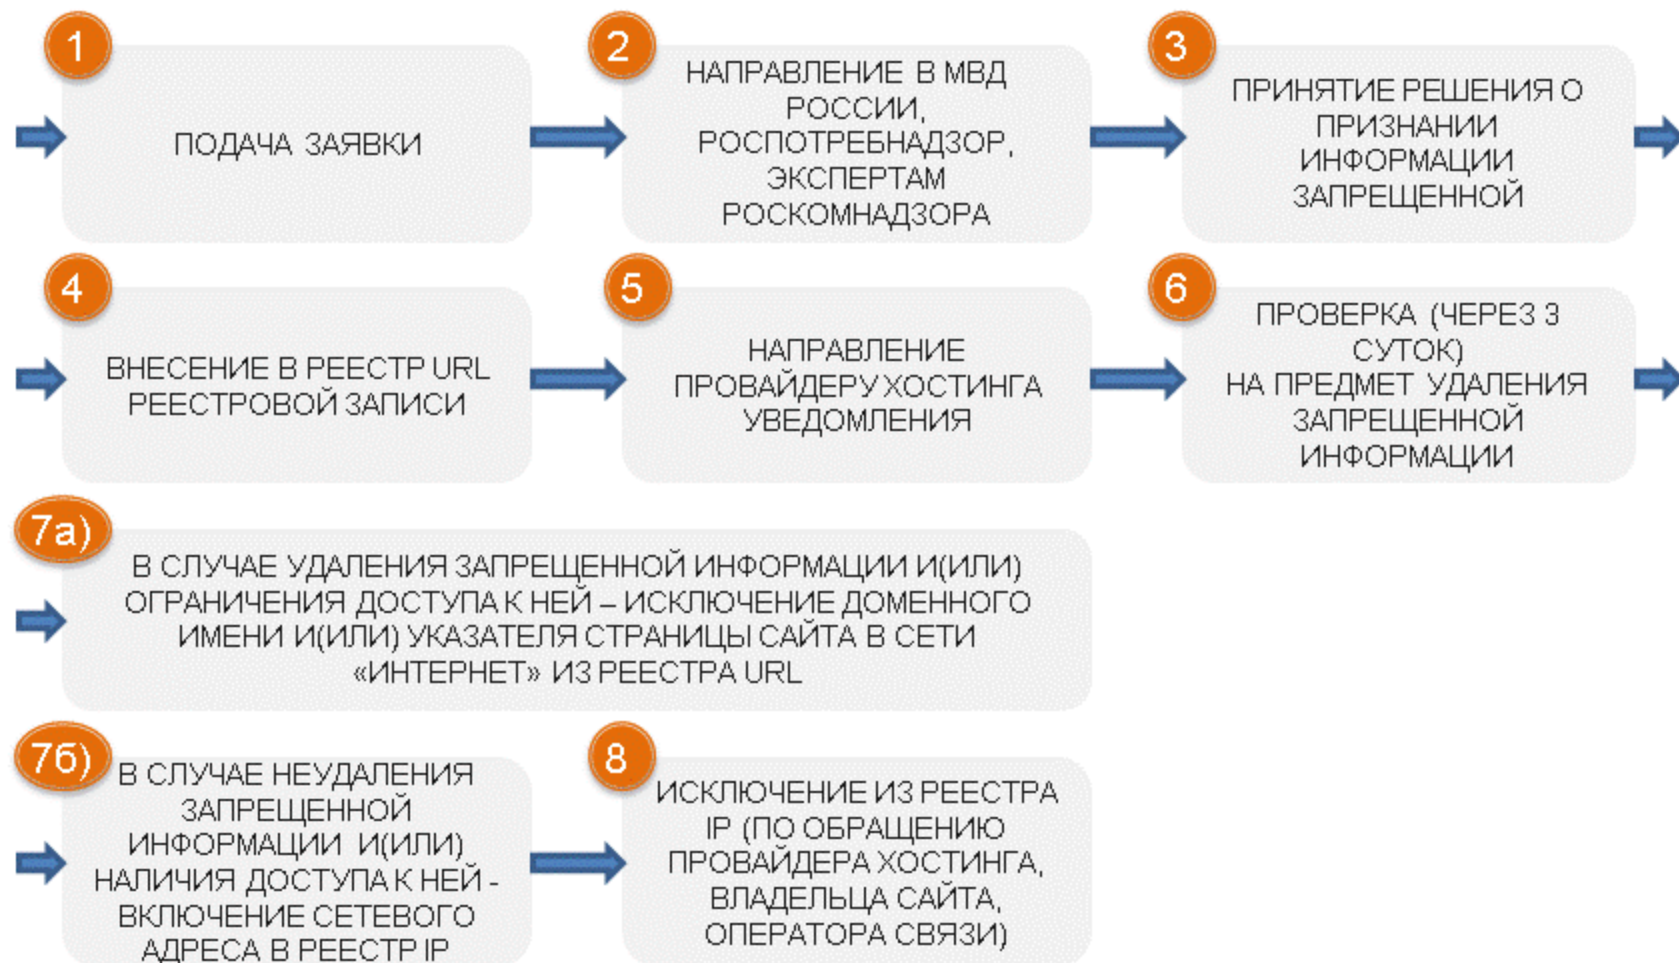 1
ПОДАЧА ЗАЯВКИ
2
НАПРАВЛЕНИЕ В МВД
РОССИИ,
РОСПОТРЕБНАДЗОР,
ЭКСПЕРТАМ
РОСКОМНАДЗОРА
3
ПРИНЯТИЕ РЕШЕНИЯ О
ПРИЗНАНИИ
ИНФОРМАЦИИ
ЗАПРЕЩЕННОЙ
4
ВНЕСЕНИЕ В РЕЕСТР URL
РЕЕСТРОВОЙ ЗАПИСИ
5
НАПРАВЛЕНИЕ
ПРОВАЙДЕРУ ХОСТИНГА
УВЕДОМЛЕНИЯ
6
ПРОВЕРКА (ЧЕРЕЗ 3
СУТОК)
НА ПРЕДМЕТ УДАЛЕНИЯ
ЗАПРЕЩЕННОЙ
ИНФОРМАЦИИ
7а)
В СЛУЧАЕ УДАЛЕНИЯ ЗАПРЕЩЕННОЙ ИНФОРМАЦИИ И(ИЛИ)
ОГРАНИЧЕНИЯ ДОСТУПА К НЕЙ – ИСКЛЮЧЕНИЕ ДОМЕННОГО
ИМЕНИ И(ИЛИ) УКАЗАТЕЛЯ СТРАНИЦЫ САЙТА В СЕТИ
«ИНТЕРНЕТ» ИЗ РЕЕСТРА URL
7б)
В СЛУЧАЕ НЕУДАЛЕНИЯ
ЗАПРЕЩЕННОЙ
ИНФОРМАЦИИ И(ИЛИ)
НАЛИЧИЯ ДОСТУПА К НЕЙ -
ВКЛЮЧЕНИЕ СЕТЕВОГО
АДРЕСА В РЕЕСТР IP
8
ИСКЛЮЧЕНИЕ ИЗ РЕЕСТРА
IP (ПО ОБРАЩЕНИЮ
ПРОВАЙДЕРА ХОСТИНГА,
ВЛАДЕЛЬЦА САЙТА,
ОПЕРАТОРА СВЯЗИ)